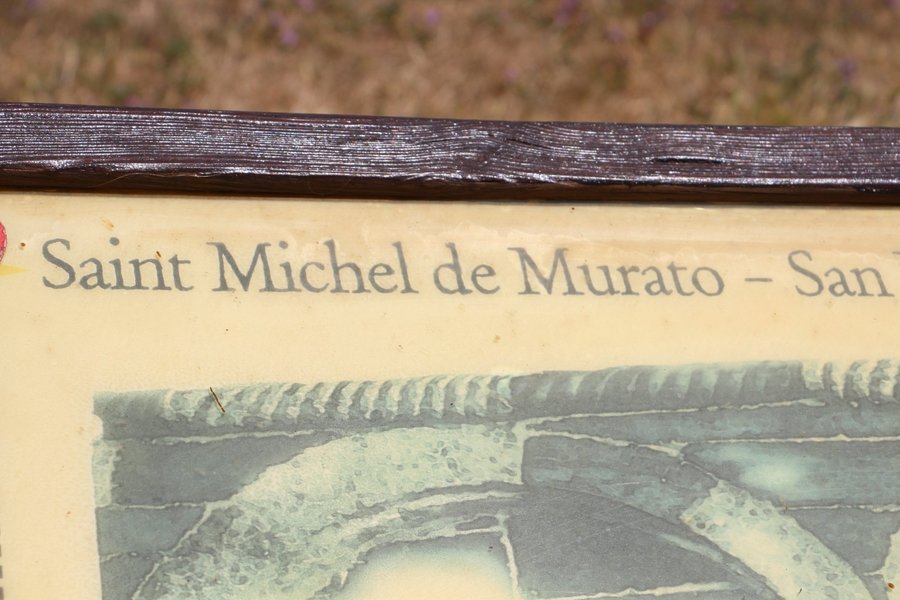 Saint Michel de Murato – San